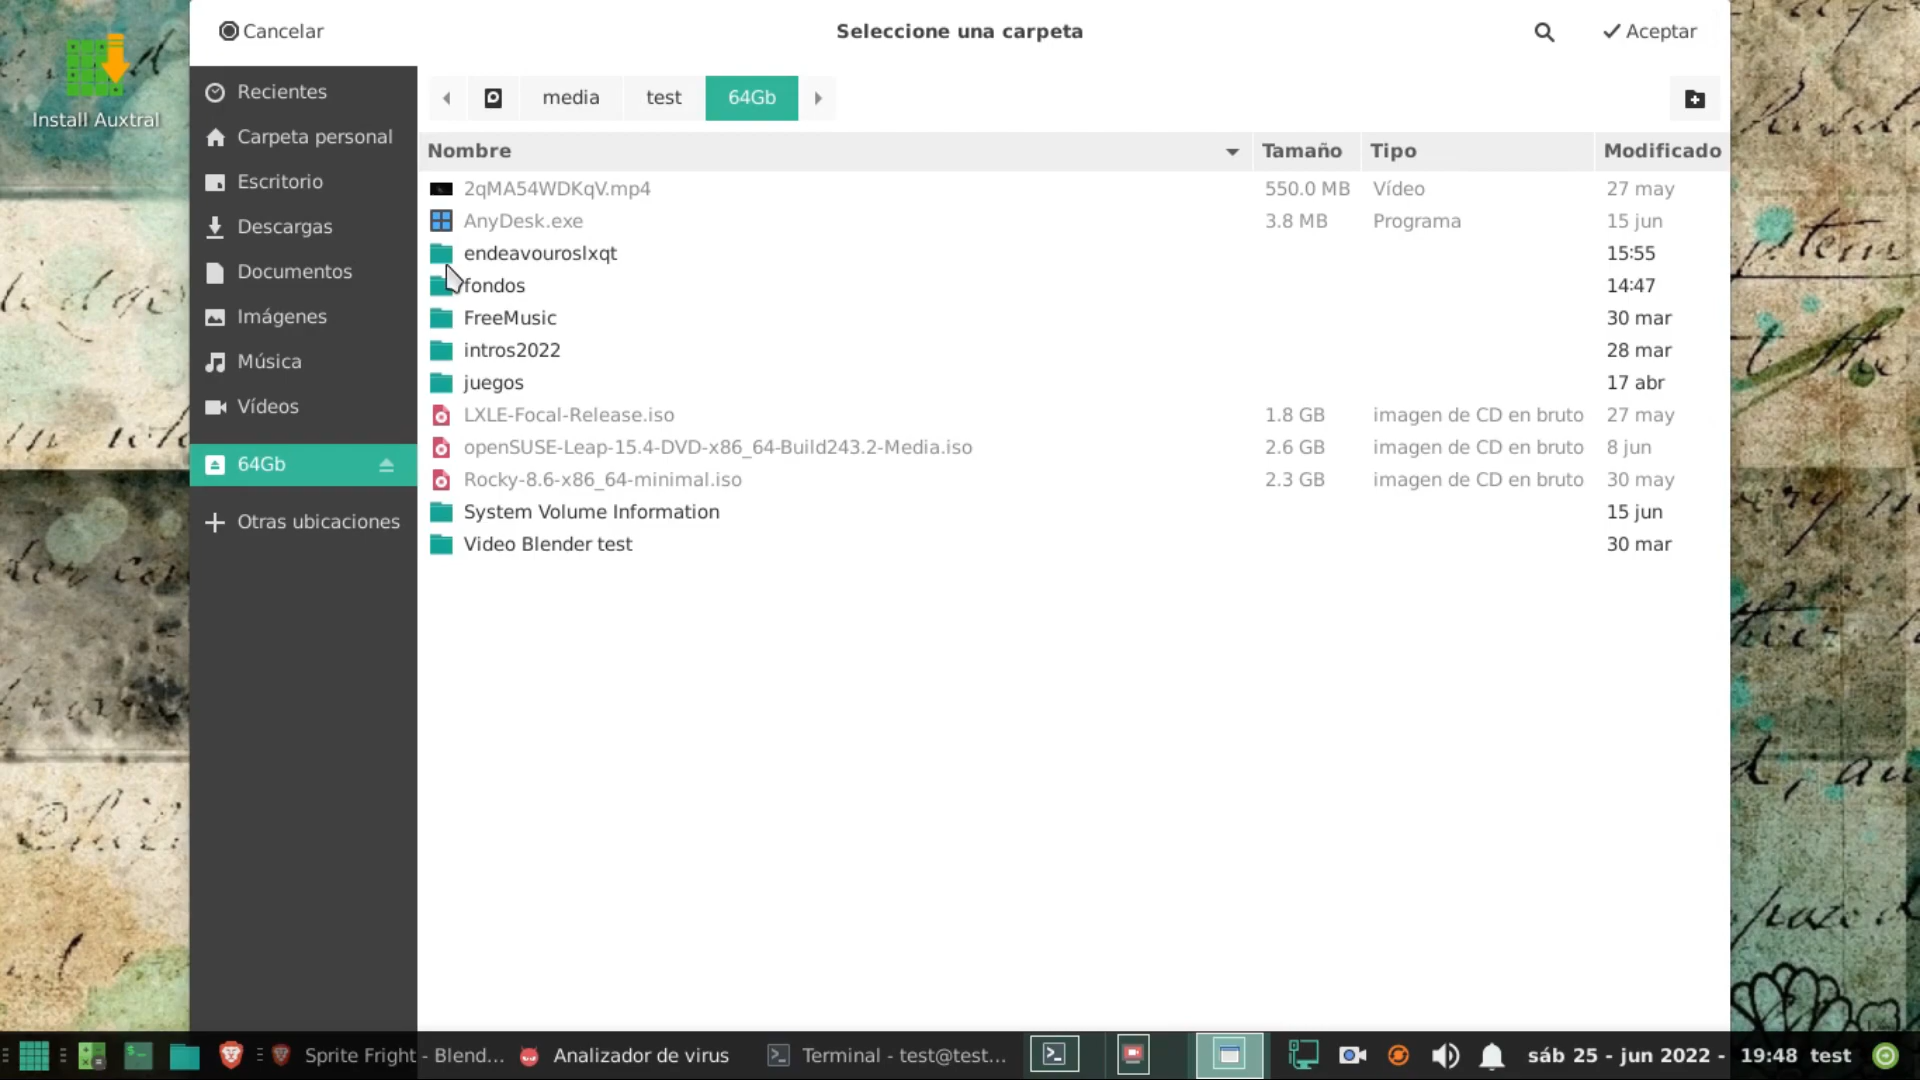 Cancelar
Seleccione una carpeta
Aceptar
Install Auxtral
Recientes
Carpeta personal
Escritorio
Descargas
Documentos
Imágenes
Música
Vídeos
64Gb
Otras ubicaciones
media
test
64Gb
Nombre Tamaño Tipo Modificado
2qMA54WDKqV.mp4 550.0 MB Vídeo 27 may
AnyDesk.exe 3.8 MB Programa 15 jun
endeavouroslxqt 15:55
fondos 14:47
FreeMusic 30 mar
intros2022 28 mar
juegos 17 abr
LXLE-Focal-Release.iso 1.8 GB imagen de CD en bruto 27 may
openSUSE-Leap-15.4-DVD-x86_64-Build243.2-Media.iso 2.6 GB imagen de CD en bruto 8 jun
Rocky-8.6-x86_64-minimal.iso 2.3 GB imagen de CD en bruto 30 may
System Volume Information 15 jun
Video Blender test 30 mar
Sprite Fright - Blend...
Analizador de virus
Terminal - test@test...
sáb 25 - jun 2022 - 19:48 test